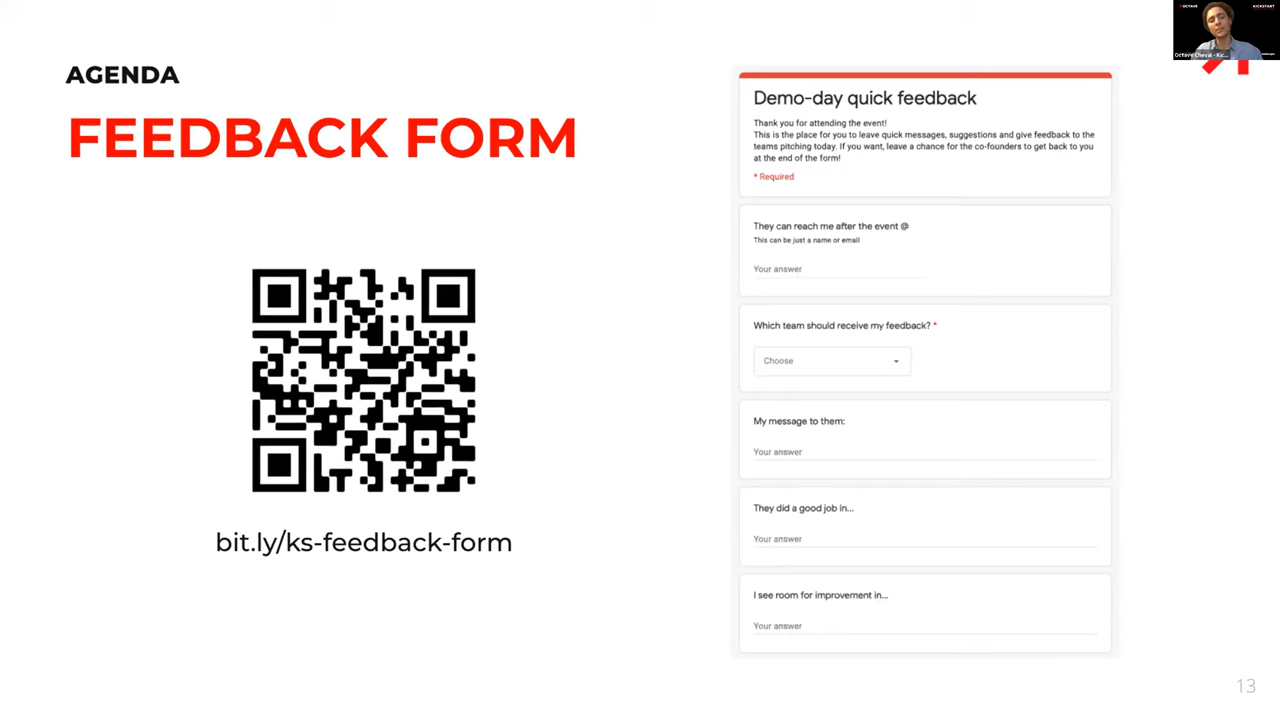 AGENDA
FEEDBACK FORM
bit.ly/ks-feedback-form
Demo-day quick feedback
Thank you for attending the event!
This is the place for you to leave quick messages, suggestions and give feedback to the
teams pitching today. If you want, leave a chance for the co-founders to get back to you
at the end of the form!
* Required
They can reach me after the event @
This can be just a name or email
Your answer
Which team should receive my feedback? *
Choose
My message to them:
Your answer
They did a good job in...
Your answer
I see room for improvement in...
Your answer
OCTAVE
KICKSTART
Octave Cheval - Kic...
13